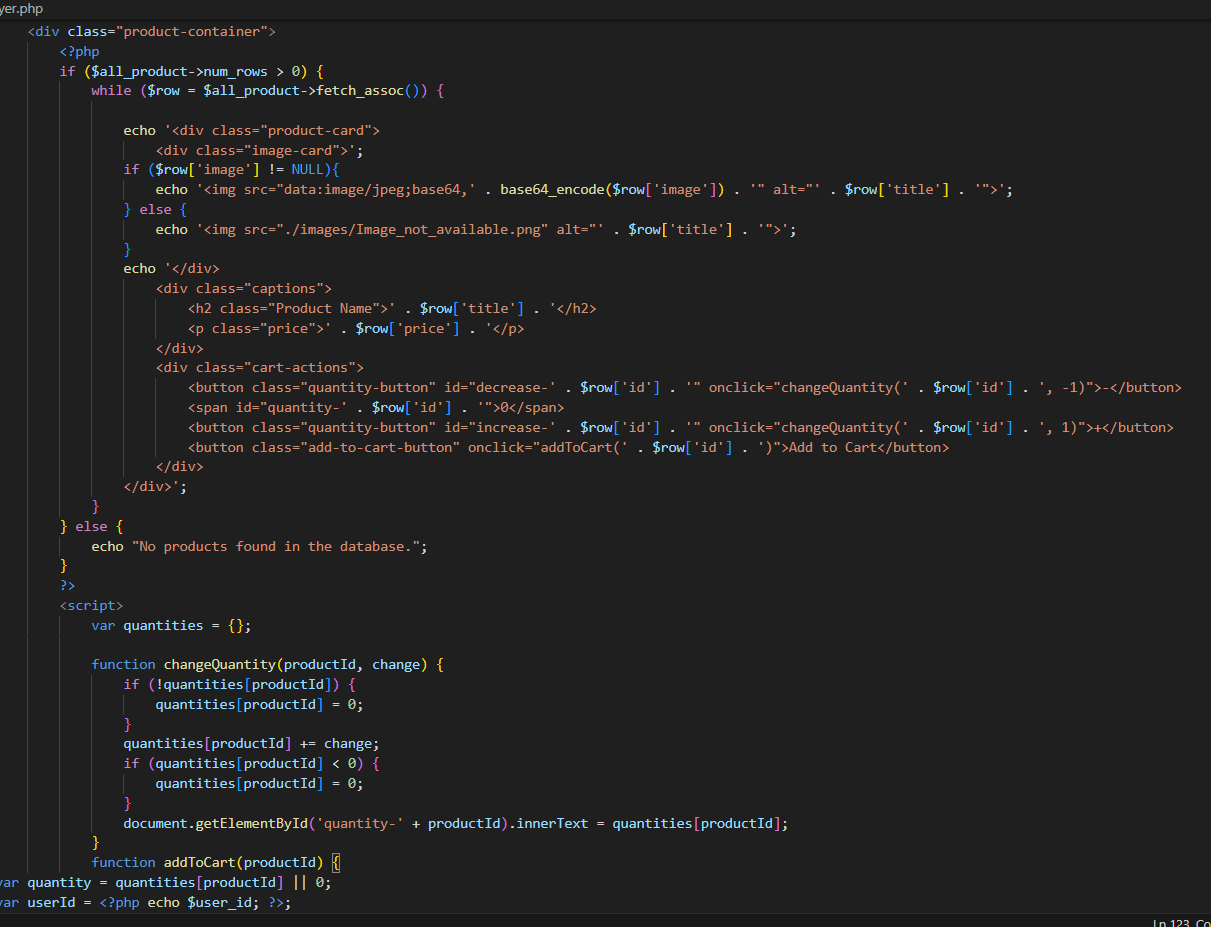 yer.php
<div class="product-container">
<?php
if ($all_product->num_rows > 0) {
while ($row = $all_product->fetch_assoc()) {
echo '<div class="product-card">
<div class="image-card">';
if ($row['image'] != NULL){
echo '<img src="data:image/jpeg;base64,' . base64_encode($row['image']) . '" alt="' . $row['title'] . '">';
} else {
echo '<img src="./images/Image_not_available.png" alt="' . $row['title'] . '">';
}
echo '</div>
<div class="captions">
<h2 class="Product Name">' . $row['title'] . '</h2>
<p class="price">' . $row['price'] . '</p>
</div>
<div class="cart-actions">
<button class="quantity-button" id="decrease-' . $row['id'] . '" onclick="changeQuantity(' . $row['id'] . ', -1)">-</button>
<span id="quantity-' . $row['id'] . '">0</span>
<button class="quantity-button" id="increase-' . $row['id'] . '" onclick="changeQuantity(' . $row['id'] . ', 1)">+</button>
<button class="add-to-cart-button" onclick="addToCart(' . $row['id'] . ')">Add to Cart</button>
</div>
</div>';
}
} else {
echo "No products found in the database.";
}
?>
<script>
var quantities = {};
function changeQuantity(productId, change) {
if (!quantities[productId]) {
quantities[productId] = 0;
}
quantities[productId] += change;
if (quantities[productId] < 0) {
quantities[productId] = 0;
}
document.getElementById('quantity-' + productId).innerText = quantities[productId];
}
function addToCart(productId) {
var quantity = quantities[productId] || 0;
var userId = <?php echo $user_id; ?>;
Ln 123, Co